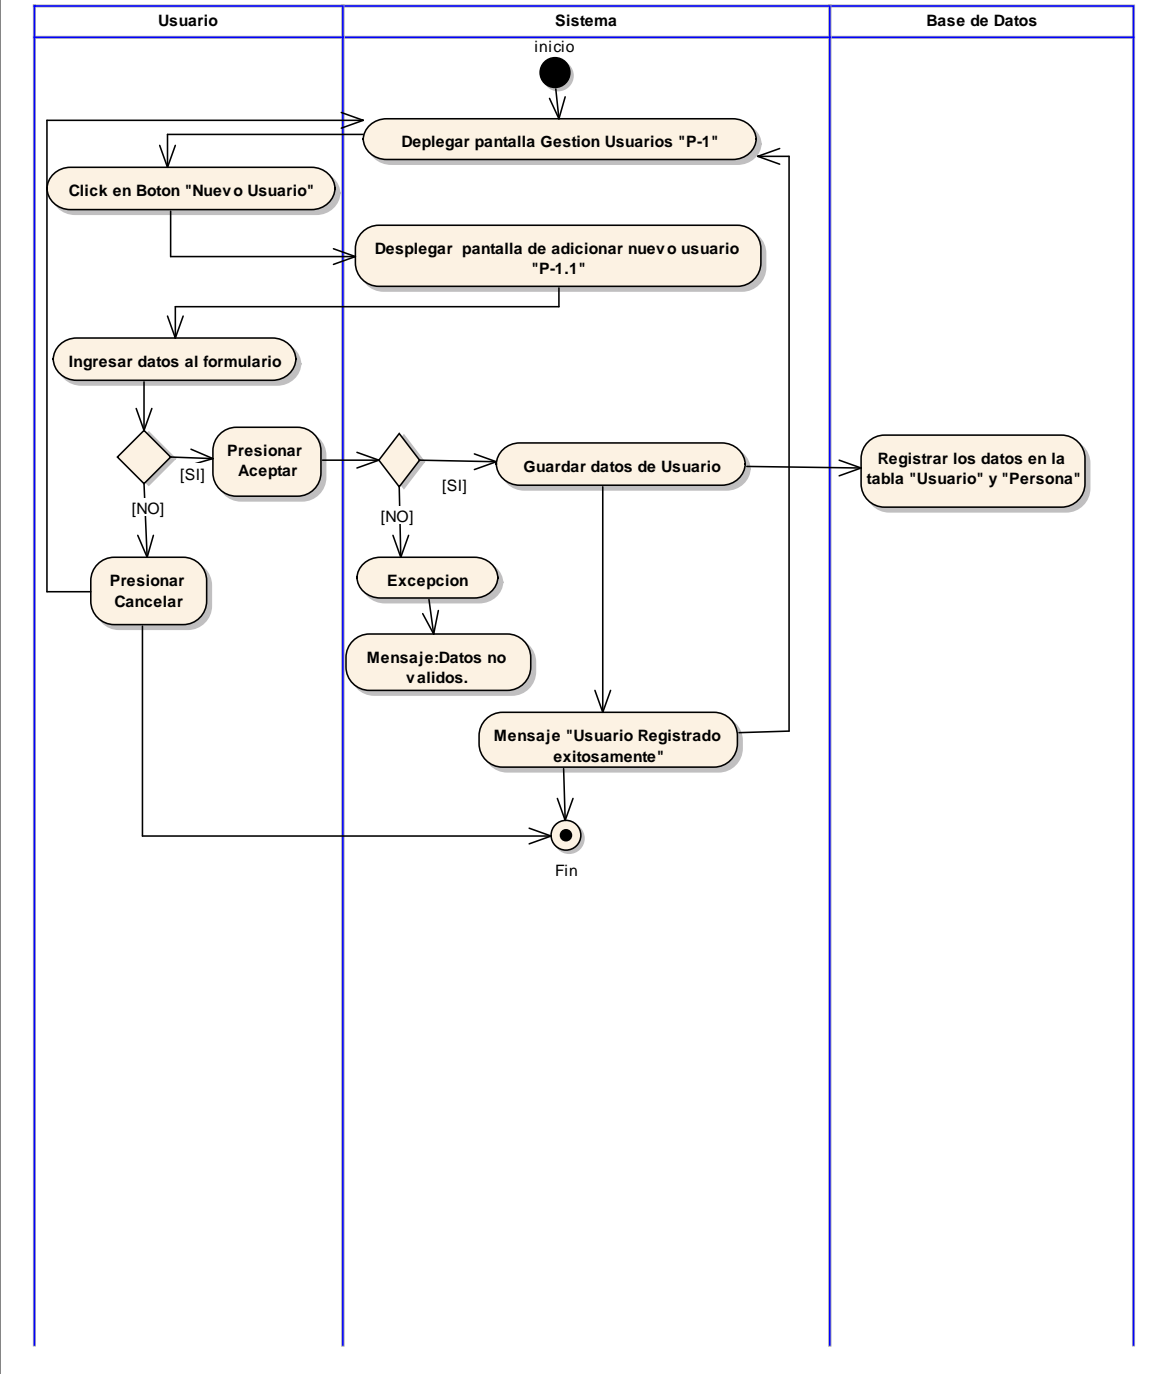 Usuario
Sistema
Base de Datos
inicio
Deplegar pantalla Gestion Usuarios "P-1"
Click en Boton "Nuevo Usuario"
Desplegar pantalla de adicionar nuevo usuario
"P-1.1"
Ingresar datos al formulario
[SI]
Presionar
Aceptar
[SI]
Guardar datos de Usuario
Registrar los datos en la
tabla "Usuario" y "Persona"
[NO]
[NO]
Presionar
Cancelar
Excepcion
Mensaje:Datos no
validos.
Mensaje "Usuario Registrado
exitosamente"
Fin